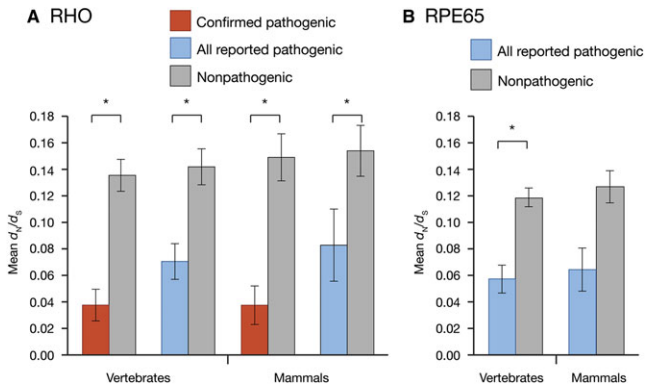 A RHO
Confirmed pathogenic
All reported pathogenic
Nonpathogenic
* * * *
Mean dN/dS
0.18
0.16
0.14
0.12
0.10
0.08
0.06
0.04
0.02
0.00
Vertebrates Mammals
B RPE65
All reported pathogenic
Nonpathogenic
*
Mean dN/dS
0.18
0.16
0.14
0.12
0.10
0.08
0.06
0.04
0.02
0.00
Vertebrates Mammals